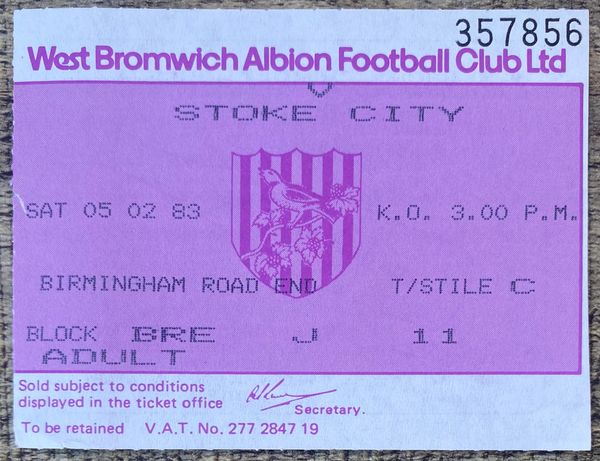 357856
West Bromwich Albion Football Club Ltd
V
STOKE CITY
SAT 05 02 83 K.O. 3.00 P.M.
BIRMINGHAM ROAD END T/STILE C
BLOCK BRE J 11
ADULT
Sold subject to conditions
displayed in the ticket office
Secretary.
To be retained V.A.T. No. 277 2847 19